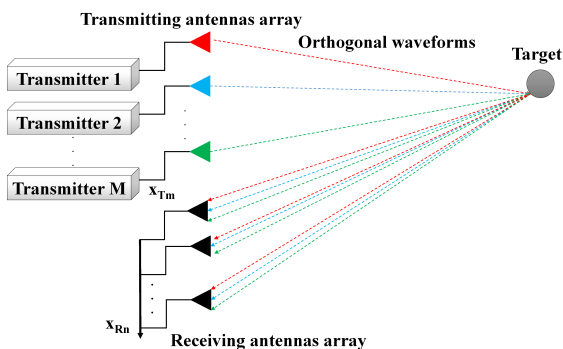 Transmitting antennas array
Orthogonal waveforms
Target
Transmitter 1
Transmitter 2
Transmitter M
xTm
xRn
Receiving antennas array